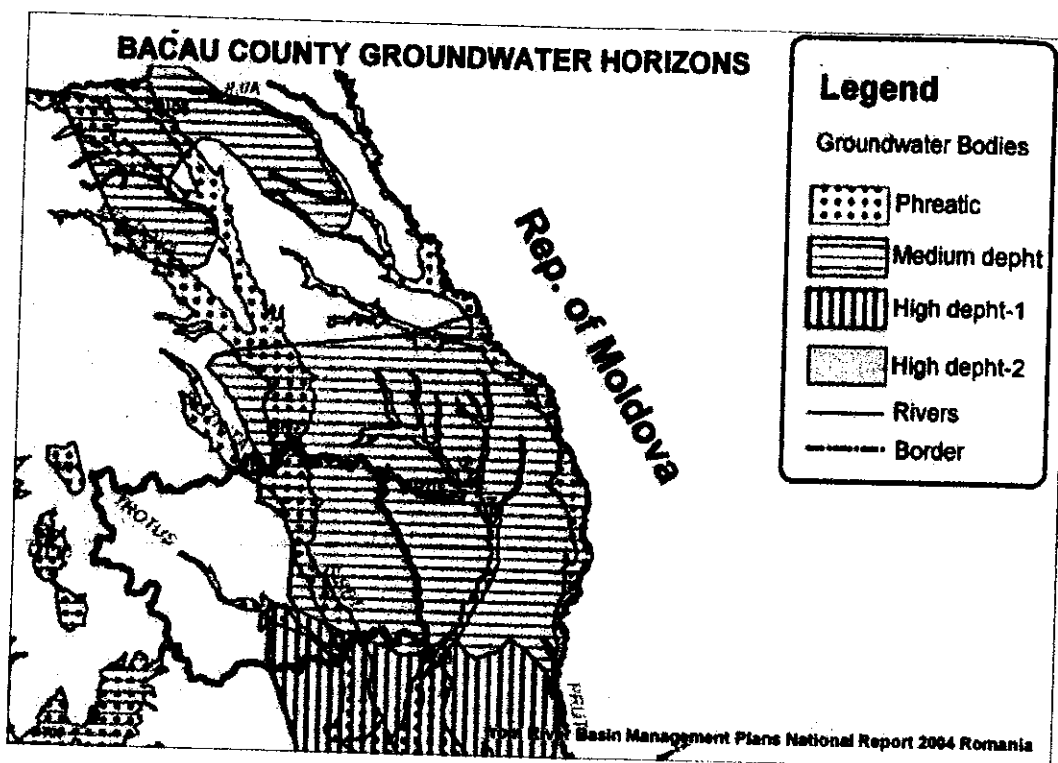 BACAU COUNTY GROUNDWATER HORIZONS
Rep. of Moldova
TROTUS
PRUT
River Basin Management Plans National Report 2004 Romania
Legend
Groundwater Bodies
Phreatic
Medium depht
High depht-1
High depht-2
Rivers
Border